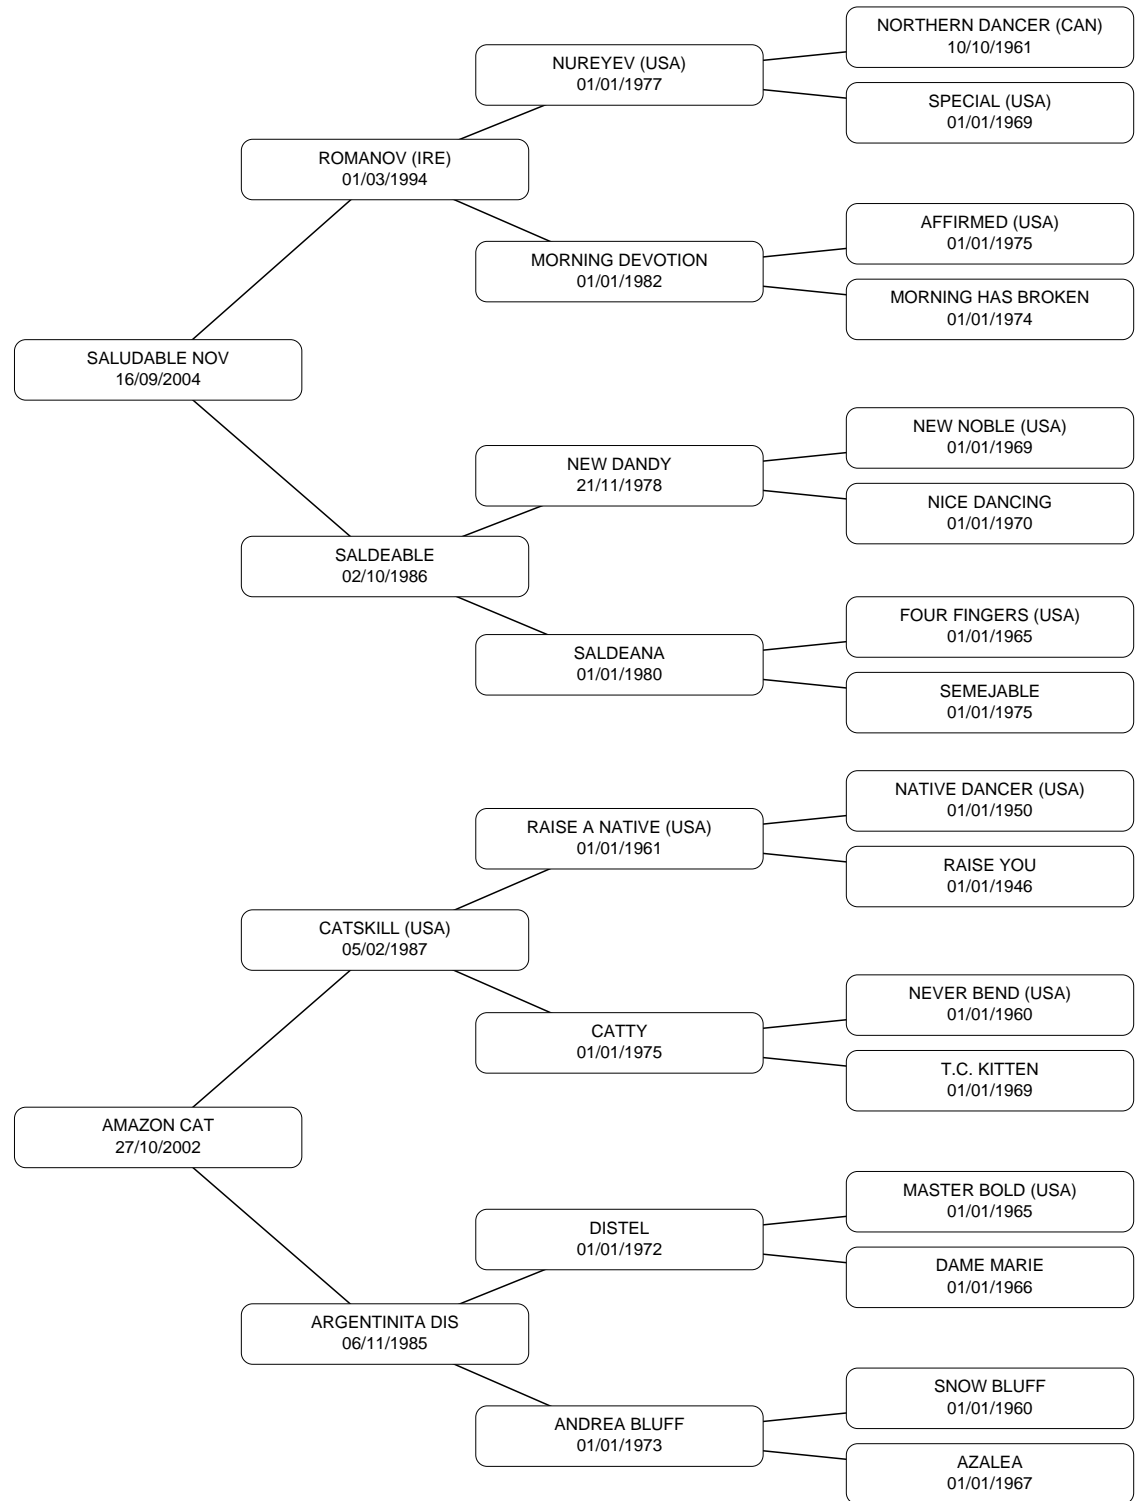 NORTHERN DANCER (CAN)
10/10/1961
NUREYEV (USA)
01/01/1977
SPECIAL (USA)
01/01/1969
ROMANOV (IRE)
01/03/1994
AFFIRMED (USA)
01/01/1975
MORNING DEVOTION
01/01/1982
MORNING HAS BROKEN
01/01/1974
SALUDABLE NOV
16/09/2004
NEW NOBLE (USA)
01/01/1969
NEW DANDY
21/11/1978
NICE DANCING
01/01/1970
SALDEABLE
02/10/1986
FOUR FINGERS (USA)
01/01/1965
SALDEANA
01/01/1980
SEMEJABLE
01/01/1975
NATIVE DANCER (USA)
01/01/1950
RAISE A NATIVE (USA)
01/01/1961
RAISE YOU
01/01/1946
CATSKILL (USA)
05/02/1987
NEVER BEND (USA)
01/01/1960
CATTY
01/01/1975
T.C. KITTEN
01/01/1969
AMAZON CAT
27/10/2002
MASTER BOLD (USA)
01/01/1965
DISTEL
01/01/1972
DAME MARIE
01/01/1966
ARGENTINITA DIS
06/11/1985
SNOW BLUFF
01/01/1960
ANDREA BLUFF
01/01/1973
AZALEA
01/01/1967